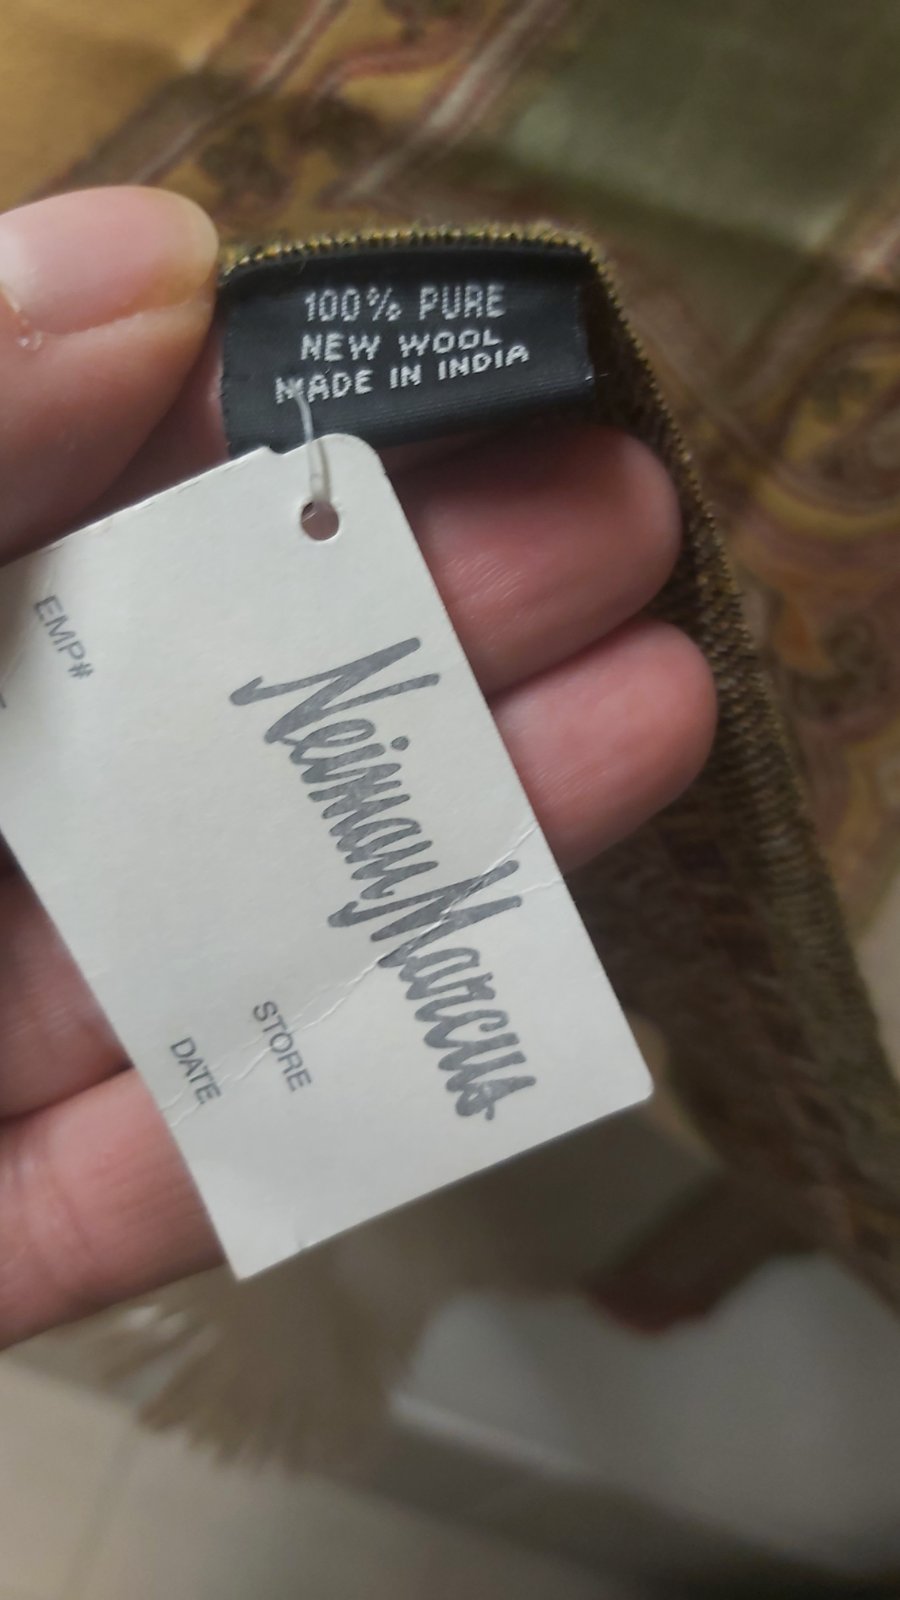 100% PURE
NEW WOOL
MADE IN INDIA
EMP#
Neiman Marcus
STORE
DATE